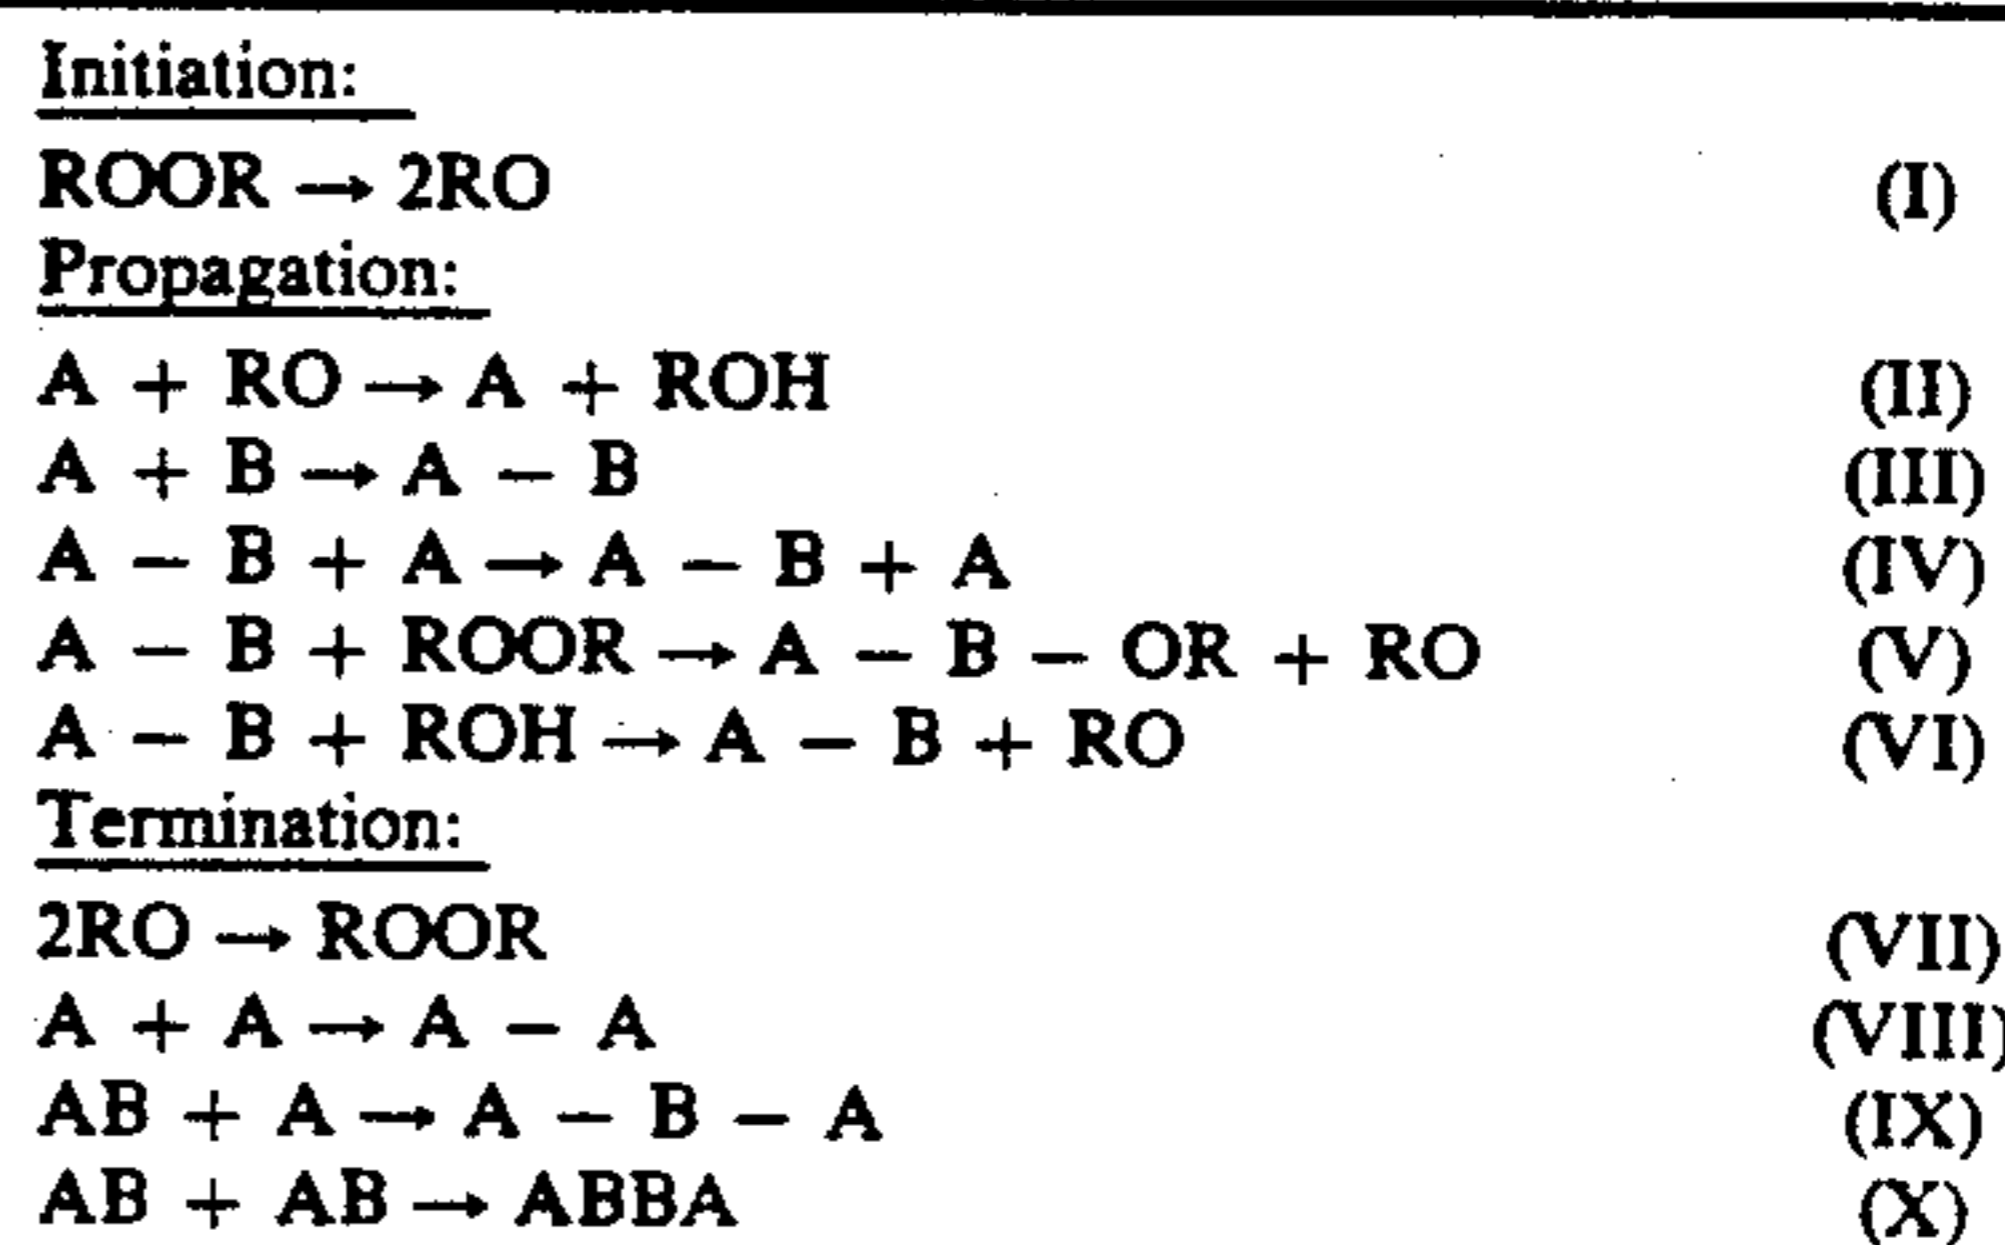 Initiation:
ROOR → 2RO (I)
Propagation:
A + RO → A + ROH (II)
A + B → A − B (III)
A − B + A → A − B + A (IV)
A − B + ROOR → A − B − OR + RO (V)
A − B + ROH → A − B + RO (VI)
Termination:
2RO → ROOR (VII)
A + A → A − A (VIII)
AB + A → A − B − A (IX)
AB + AB → ABBA (X)